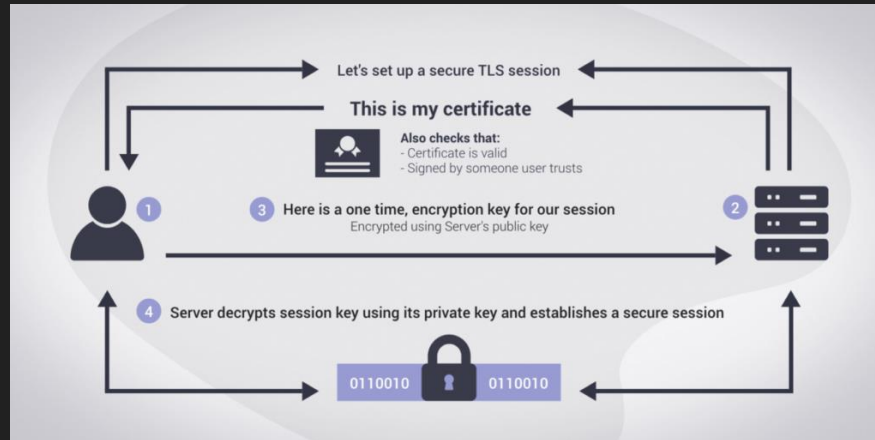 Let's set up a secure TLS session
This is my certificate
Also checks that:
- Certificate is valid
- Signed by someone user trusts
1
3 Here is a one time, encryption key for our session
Encrypted using Server's public key
2
4 Server decrypts session key using its private key and establishes a secure session
0110010 0110010